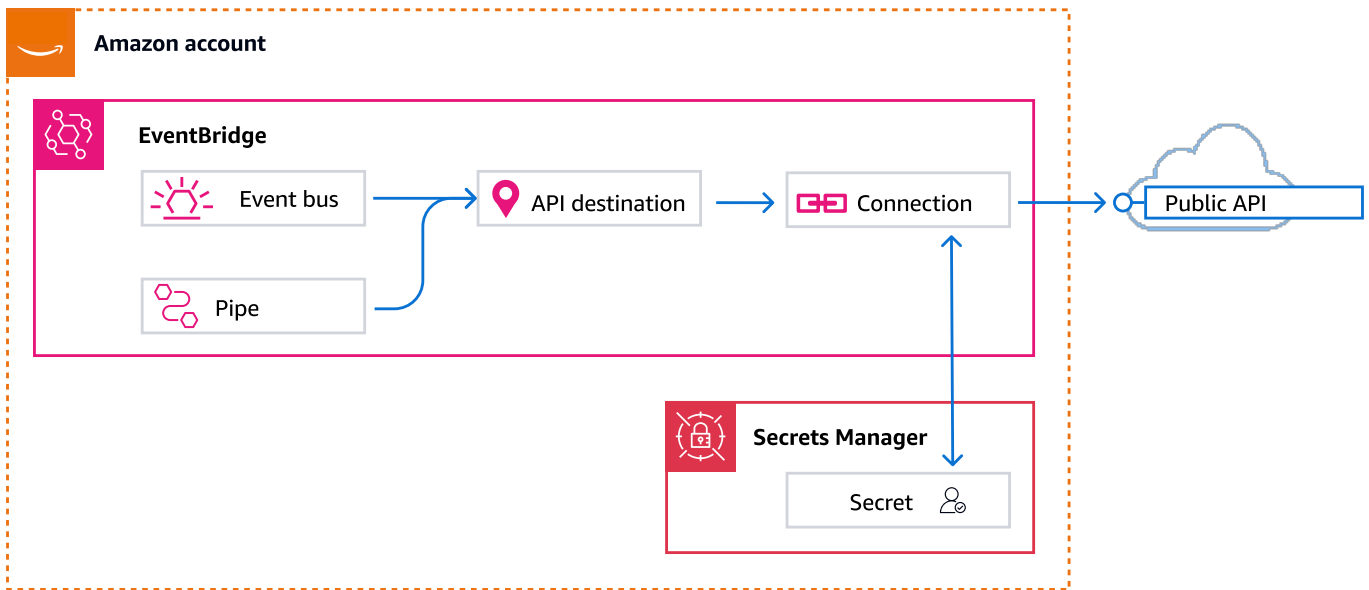 Amazon account
EventBridge
Event bus
API destination
Connection
Public API
Pipe
Secrets Manager
Secret